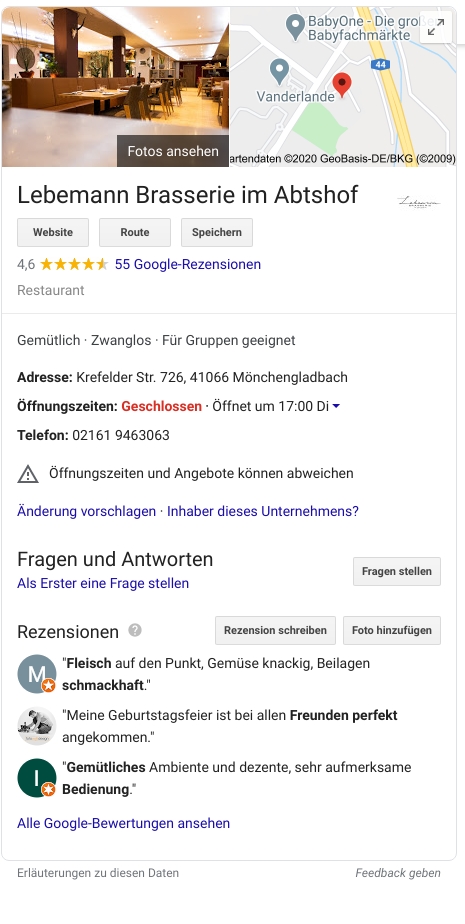 BabyOne - Die große
Babyfachmärkte
44
Vanderlande
Fotos ansehen
artendaten ©2020 GeoBasis-DE/BKG (©2009)
Lebemann Brasserie im Abtshof
Website
Route
Speichern
4,6 55 Google-Rezensionen
Restaurant
Gemütlich · Zwanglos · Für Gruppen geeignet
Adresse: Krefelder Str. 726, 41066 Mönchengladbach
Öffnungszeiten: Geschlossen · Öffnet um 17:00 Di
Telefon: 02161 9463063
Öffnungszeiten und Angebote können abweichen
Änderung vorschlagen · Inhaber dieses Unternehmens?
Fragen und Antworten
Fragen stellen
Als Erster eine Frage stellen
Rezensionen ?
Rezension schreiben
Foto hinzufügen
M
"Fleisch auf den Punkt, Gemüse knackig, Beilagen
schmackhaft."
"Meine Geburtstagsfeier ist bei allen Freunden perfekt
angekommen."
I
"Gemütliches Ambiente und dezente, sehr aufmerksame
Bedienung."
Alle Google-Bewertungen ansehen
Erläuterungen zu diesen Daten
Feedback geben